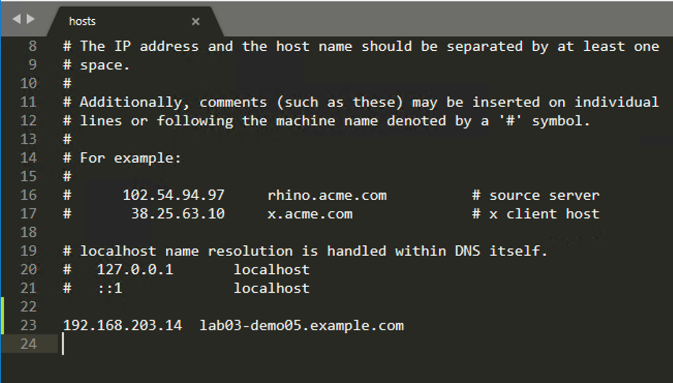 hosts
8 # The IP address and the host name should be separated by at least one
9 # space.
10 #
11 # Additionally, comments (such as these) may be inserted on individual
12 # lines or following the machine name denoted by a '#' symbol.
13 #
14 # For example:
15 #
16 #      102.54.94.97     rhino.acme.com          # source server
17 #       38.25.63.10     x.acme.com              # x client host
18
19 # localhost name resolution is handled within DNS itself.
20 #   127.0.0.1       localhost
21 #   ::1             localhost
22
23 192.168.203.14  lab03-demo05.example.com
24